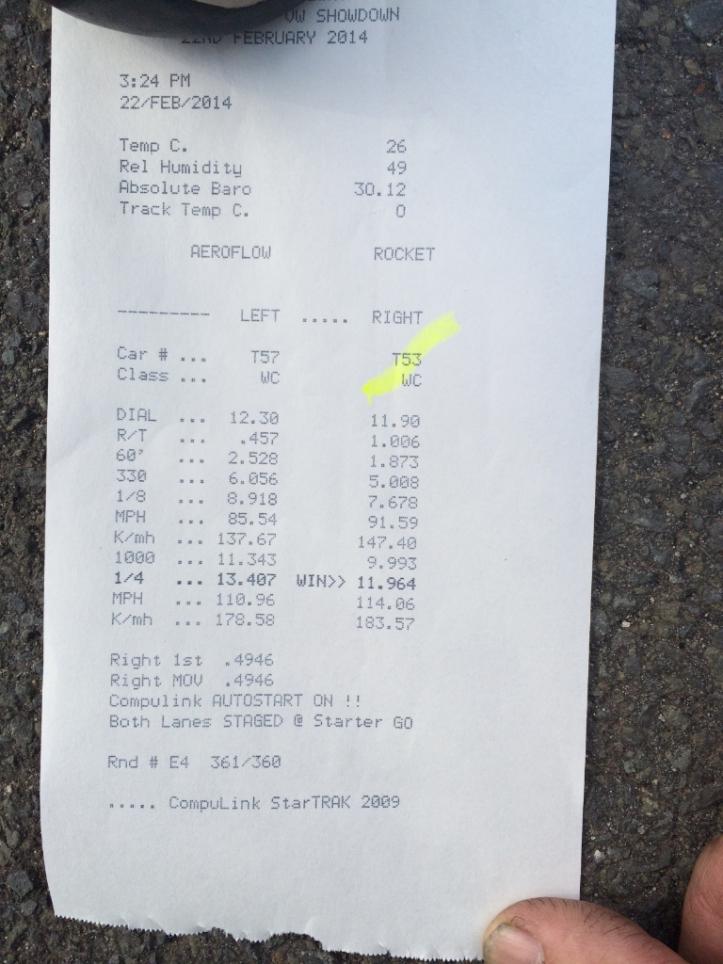 VW SHOWDOWN
22ND FEBRUARY 2014
3:24 PM
22/FEB/2014
Temp C. 26
Rel Humidity 49
Absolute Baro 30.12
Track Temp C. 0
AEROFLOW ROCKET
--------- LEFT ..... RIGHT
Car # ... T57 T53
Class ... WC WC
DIAL ... 12.30 11.90
R/T ... .457 1.006
60' ... 2.528 1.873
330 ... 6.056 5.008
1/8 ... 8.918 7.678
MPH ... 85.54 91.59
K/mh ... 137.67 147.40
1000 ... 11.343 9.993
1/4 ... 13.407 WIN>> 11.964
MPH ... 110.96 114.06
K/mh ... 178.58 183.57
Right 1st .4946
Right MOV .4946
Compulink AUTOSTART ON !!
Both Lanes STAGED @ Starter GO
Rnd # E4 361/360
..... CompuLink StarTRAK 2009